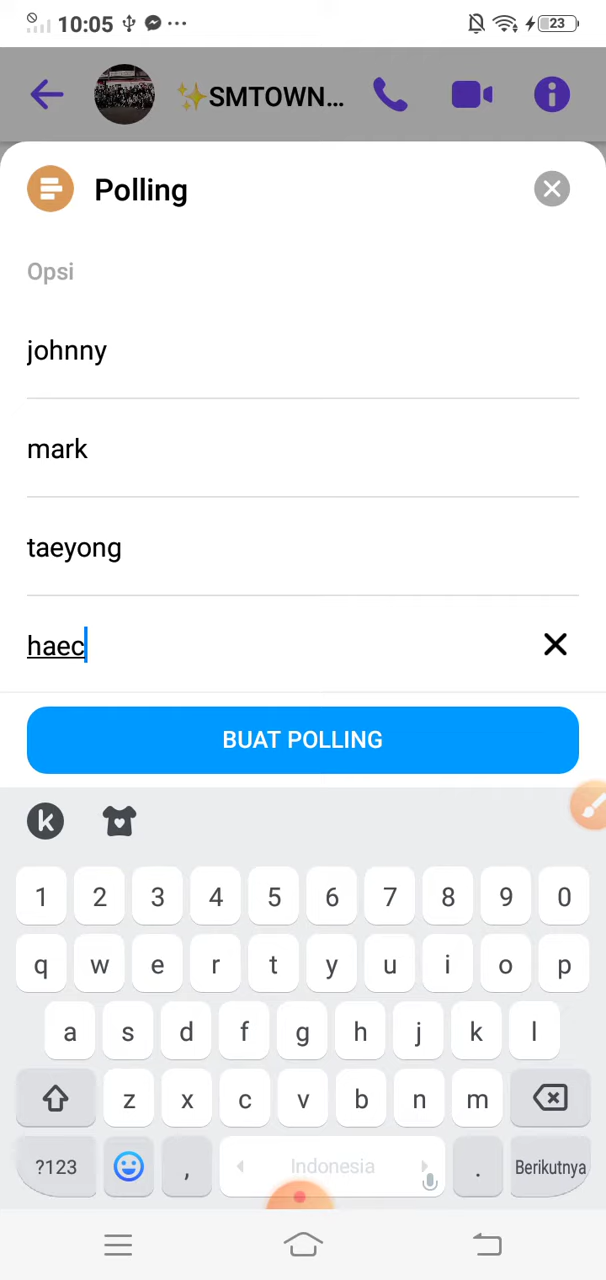 10:05 23
✨SMTOWN...
Polling
Opsi
johnny
mark
taeyong
haec
BUAT POLLING
k
1 2 3 4 5 6 7 8 9 0
q w e r t y u i o p
a s d f g h j k l
z x c v b n m
?123 , Indonesia . Berikutnya